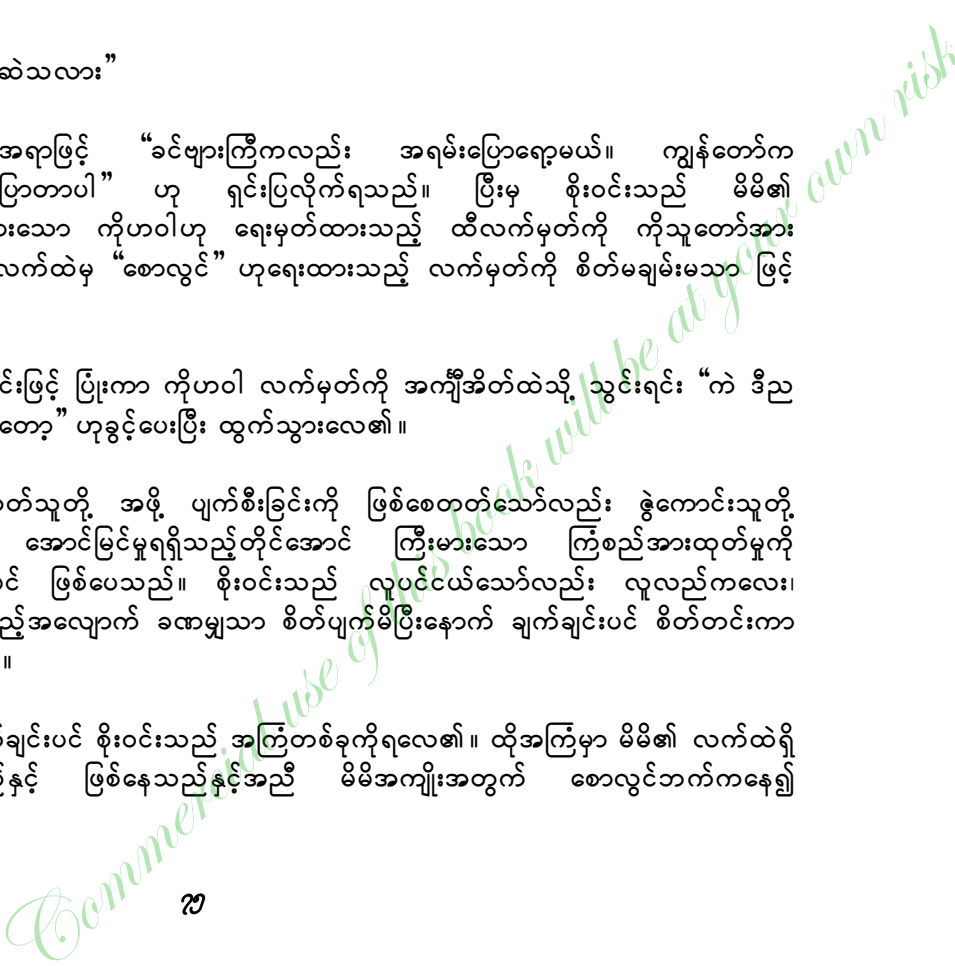 ဆဲသလား”
အရာဖြင့် “ခင်ဗျားကြီကလည်း အရမ်းပြောရော့မယ်။ ကျွန်တော်က
ပြာတာပါ” ဟု ရှင်းပြလိုက်ရသည်။ ပြီးမှ စိုးဝင်းသည် မိမိ၏
သော ကိုဟဝါဟု ရေးမှတ်ထားသည့် ထီလက်မှတ်ကို ကိုသူတော်အား
လက်ထဲမှ “စောလွင်” ဟုရေးထားသည့် လက်မှတ်ကို စိတ်မချမ်းမသာ ဖြင့်
င်းဖြင့် ပြုံးကာ ကိုဟဝါ လက်မှတ်ကို အင်္ကျီအိတ်ထဲသို့ သွင်းရင်း “ကဲ ဒီည
တော့” ဟုခွင့်ပေးပြီး ထွက်သွားလေ၏။
တ်သူတို့ အဖို့ ပျက်စီးခြင်းကို ဖြစ်စေတတ်သော်လည်း ဇွဲကောင်းသူတို့
အောင်မြင်မှုရရှိသည့်တိုင်အောင် ကြီးမားသော ကြံစည်အားထုတ်မှုကို
ပင် ဖြစ်ပေသည်။ စိုးဝင်းသည် လူပင်ငယ်သော်လည်း လူလည်ကလေး၊
ည့်အလျောက် ခဏမျှသာ စိတ်ပျက်မိပြီးနောက် ချက်ချင်းပင် စိတ်တင်းကာ
။
ချင်းပင် စိုးဝင်းသည် အကြံတစ်ခုကိုရလေ၏။ ထိုအကြံမှာ မိမိ၏ လက်ထဲရှိ
နှင့် ဖြစ်နေသည်နှင့်အညီ မိမိအကျိုးအတွက် စောလွင်ဘက်ကနေ၍
၇၅
Commercial use of this book will be at your own risk